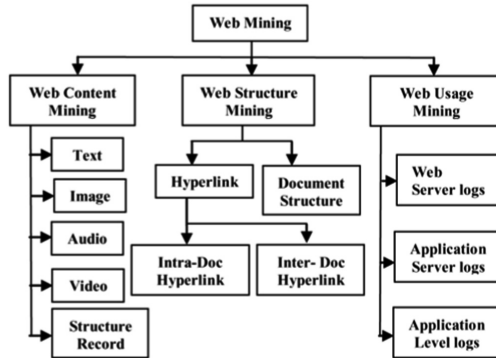 Web Mining
Web Content
Mining
Web Structure
Mining
Web Usage
Mining
Text
Image
Audio
Video
Structure
Record
Hyperlink
Document
Structure
Intra-Doc
Hyperlink
Inter- Doc
Hyperlink
Web
Server logs
Application
Server logs
Application
Level logs